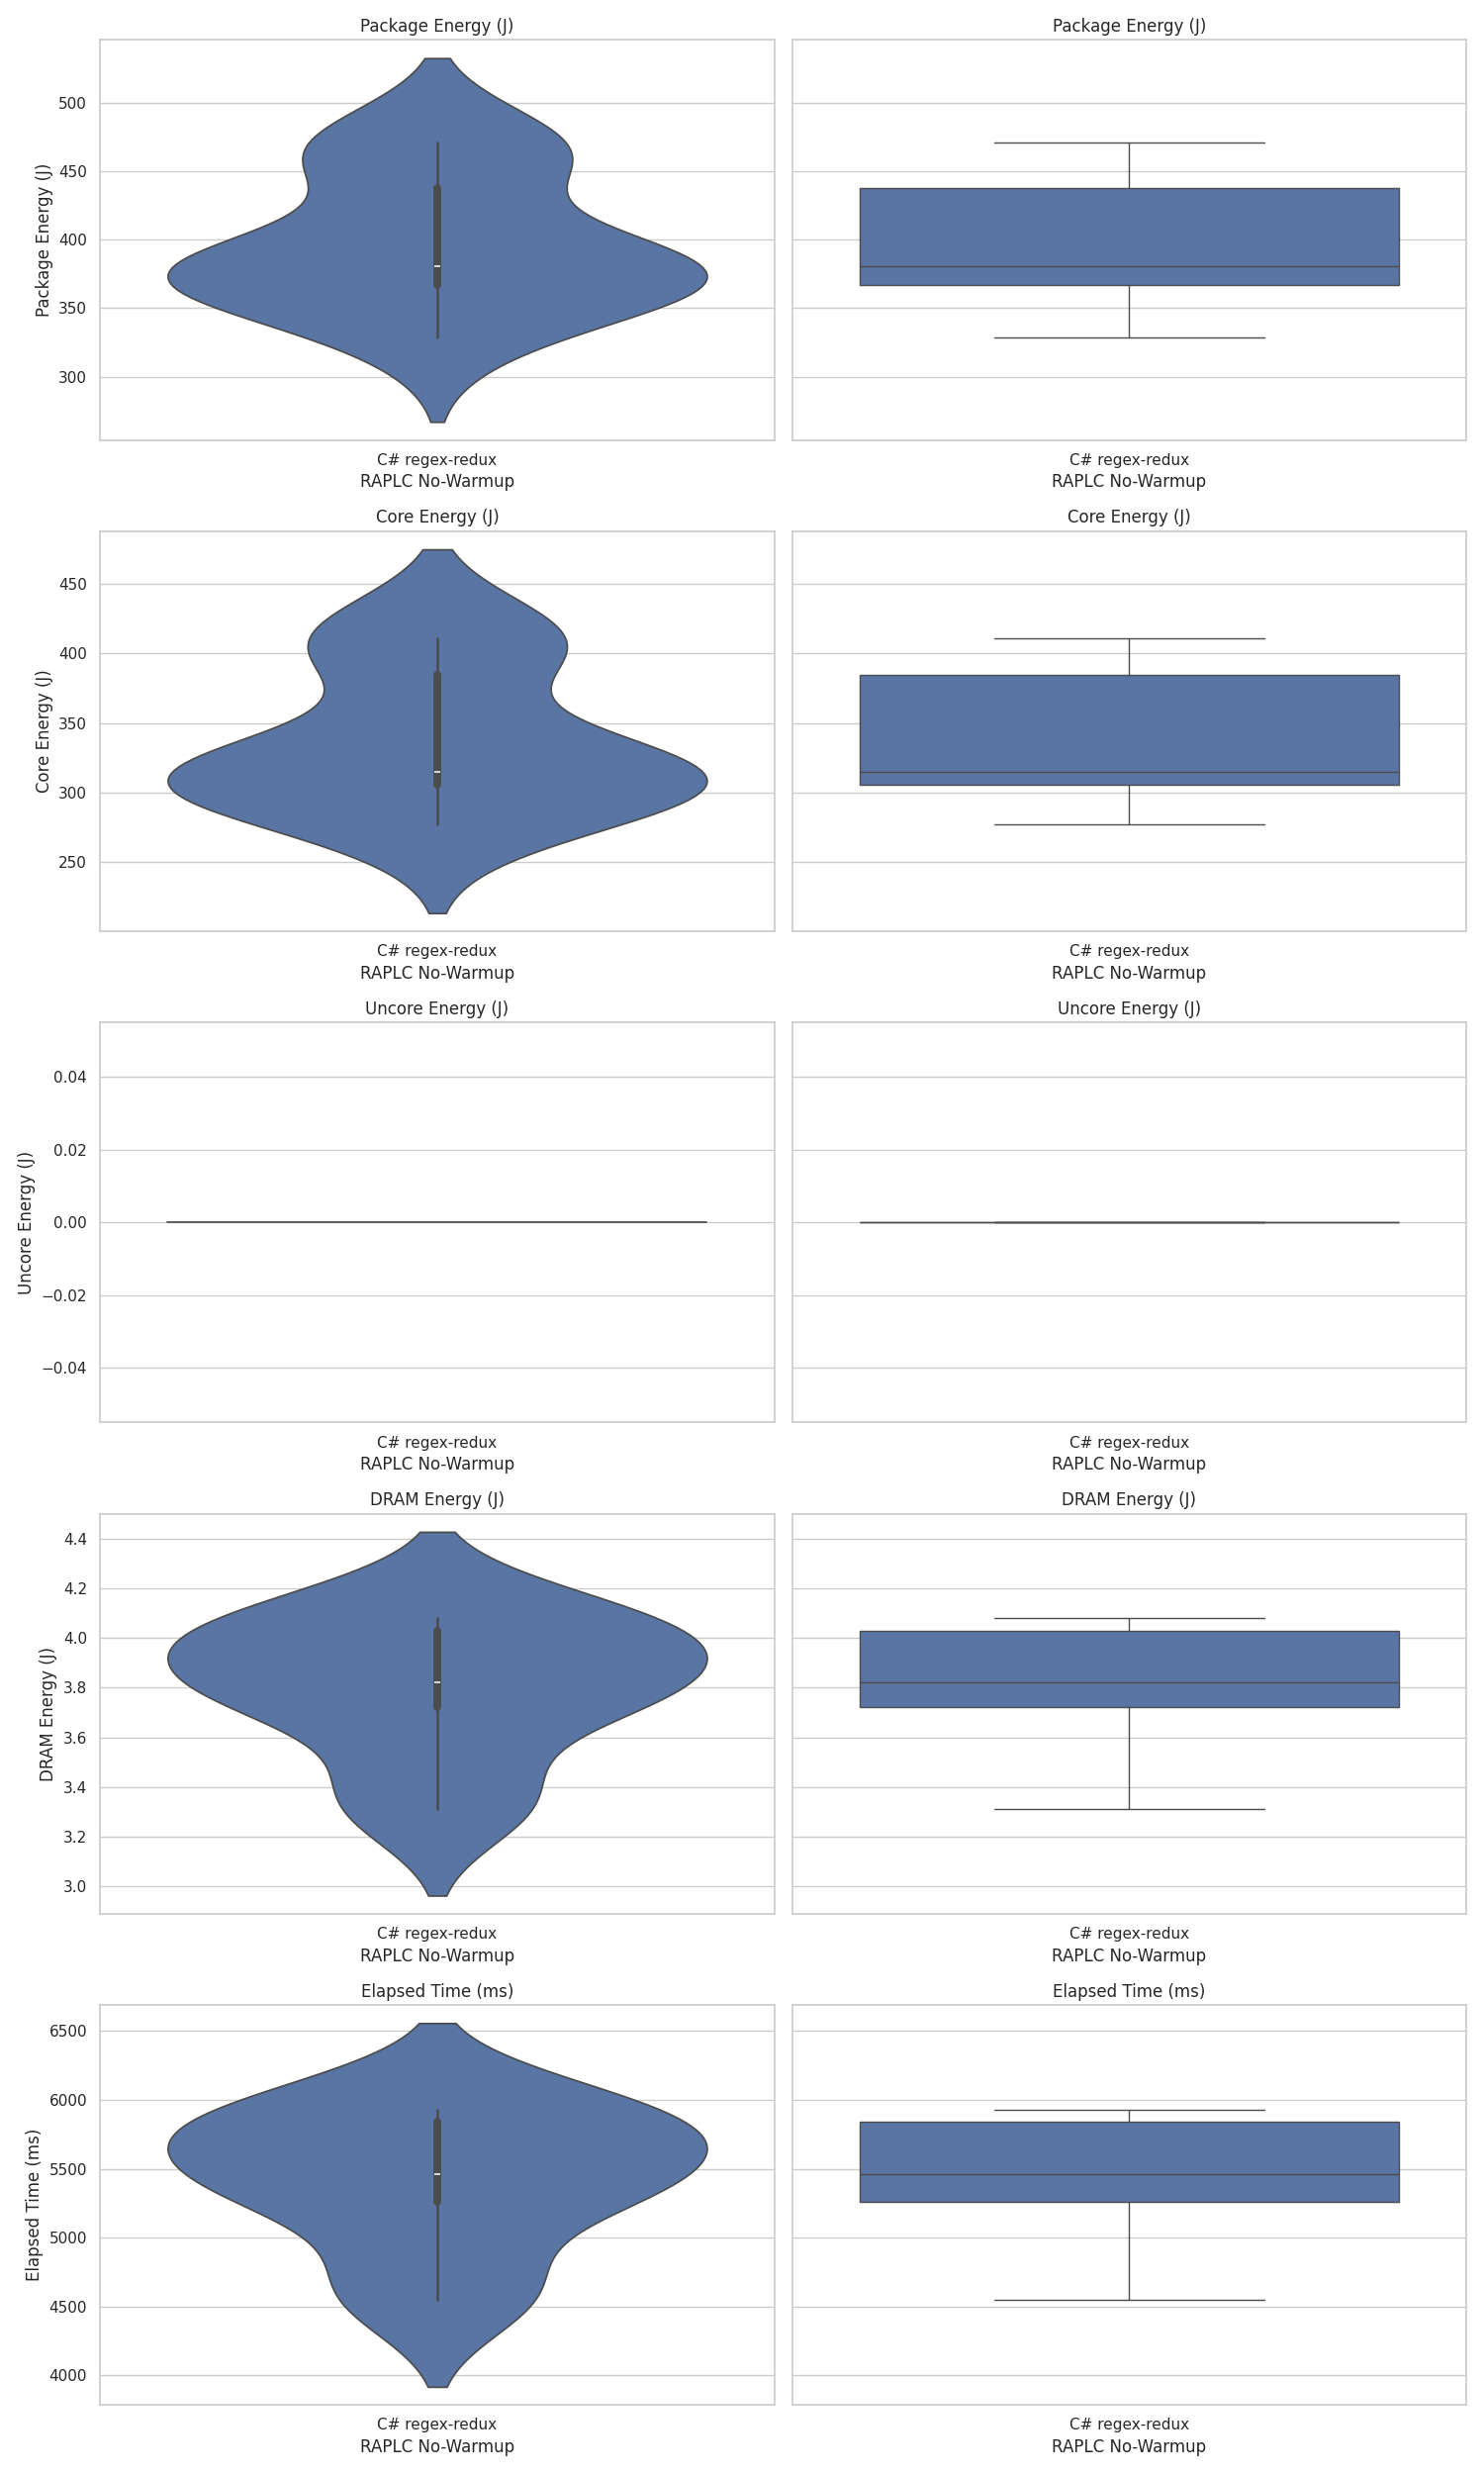 Package Energy (J)
Package Energy (J)
Package Energy (J)
500
450
400
350
300
C# regex-redux
RAPLC No-Warmup
C# regex-redux
RAPLC No-Warmup
Core Energy (J)
Core Energy (J)
Core Energy (J)
450
400
350
300
250
C# regex-redux
RAPLC No-Warmup
C# regex-redux
RAPLC No-Warmup
Uncore Energy (J)
Uncore Energy (J)
Uncore Energy (J)
0.04
0.02
0.00
−0.02
−0.04
C# regex-redux
RAPLC No-Warmup
C# regex-redux
RAPLC No-Warmup
DRAM Energy (J)
DRAM Energy (J)
DRAM Energy (J)
4.4
4.2
4.0
3.8
3.6
3.4
3.2
3.0
C# regex-redux
RAPLC No-Warmup
C# regex-redux
RAPLC No-Warmup
Elapsed Time (ms)
Elapsed Time (ms)
Elapsed Time (ms)
6500
6000
5500
5000
4500
4000
C# regex-redux
RAPLC No-Warmup
C# regex-redux
RAPLC No-Warmup